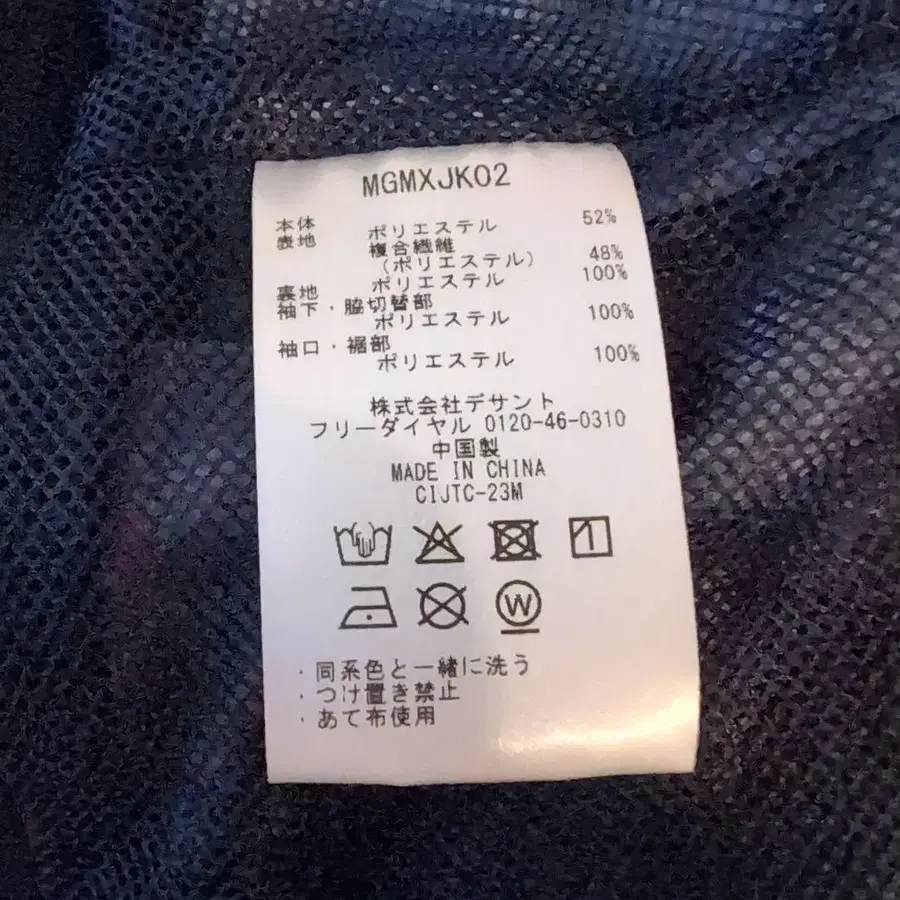 MGMXJK02
本体 ポリエステル 52%
表地 複合繊維
(ポリエステル) 48%
裏地 ポリエステル 100%
袖下・脇切替部
ポリエステル 100%
袖口・裾部
ポリエステル 100%
株式会社デサント
フリーダイヤル 0120-46-0310
中国製
MADE IN CHINA
CIJTC-23M
W
・同系色と一緒に洗う
・つけ置き禁止
・あて布使用